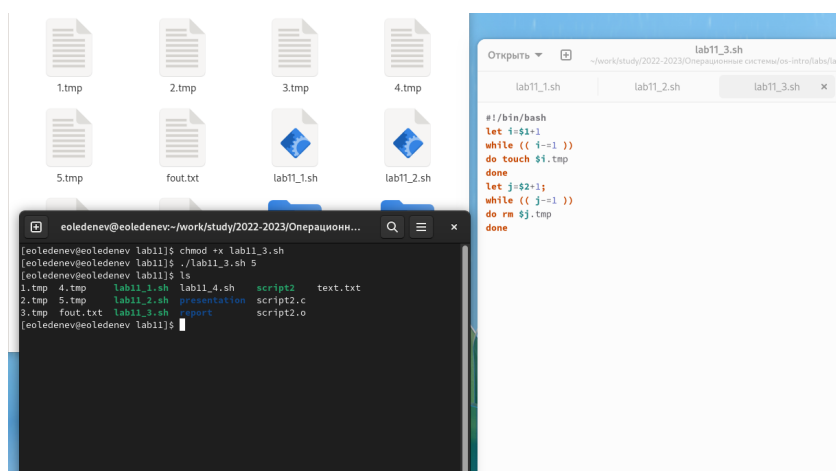 1.tmp
2.tmp
3.tmp
4.tmp
5.tmp
fout.txt
lab11_1.sh
lab11_2.sh
eoledenev@eoledenev:~/work/study/2022-2023/Операционн...
[eoledenev@eoledenev lab11]$ chmod +x lab11_3.sh
[eoledenev@eoledenev lab11]$ ./lab11_3.sh 5
[eoledenev@eoledenev lab11]$ ls
1.tmp 4.tmp lab11_1.sh lab11_4.sh script2 text.txt
2.tmp 5.tmp lab11_2.sh presentation script2.c
3.tmp fout.txt lab11_3.sh report script2.o
[eoledenev@eoledenev lab11]$
Открыть
lab11_3.sh
~/work/study/2022-2023/Операционные системы/os-intro/labs/la
lab11_1.sh
lab11_2.sh
lab11_3.sh
#!/bin/bash
let i=$1+1
while (( i-=1 ))
do touch $i.tmp
done
let j=$2+1;
while (( j-=1 ))
do rm $j.tmp
done